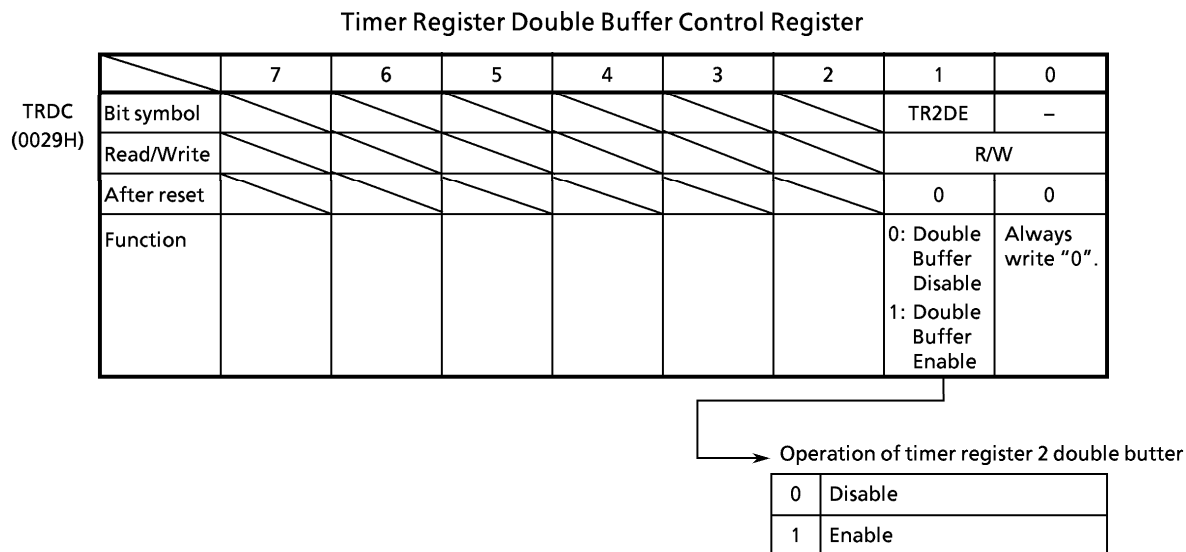 Timer Register Double Buffer Control Register
7 6 5 4 3 2 1 0
TRDC
(0029H)
Bit symbol TR2DE –
Read/Write R/W
After reset 0 0
Function
0: Double
Buffer
Disable
1: Double
Buffer
Enable
Always
write “0”.
Operation of timer register 2 double butter
0 Disable
1 Enable